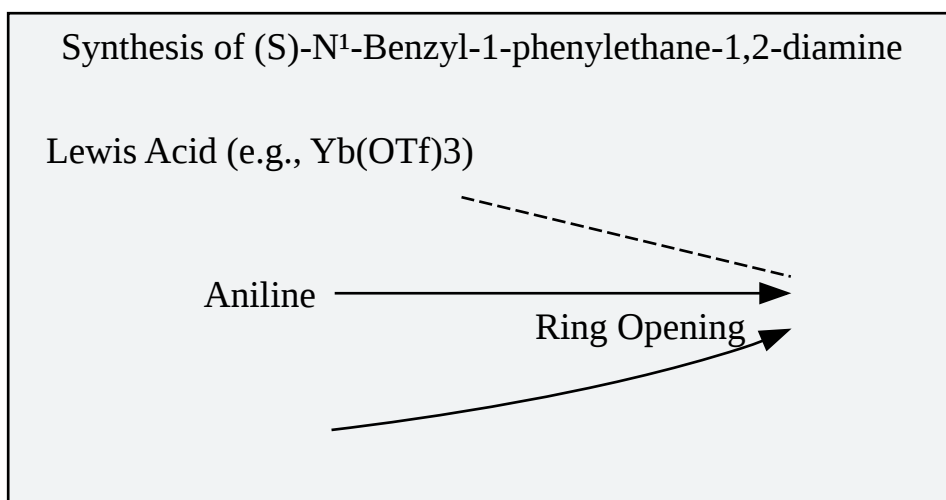 Synthesis of (S)-N¹-Benzyl-1-phenylethane-1,2-diamine
Lewis Acid (e.g., Yb(OTf)3)
Aniline
Ring Opening